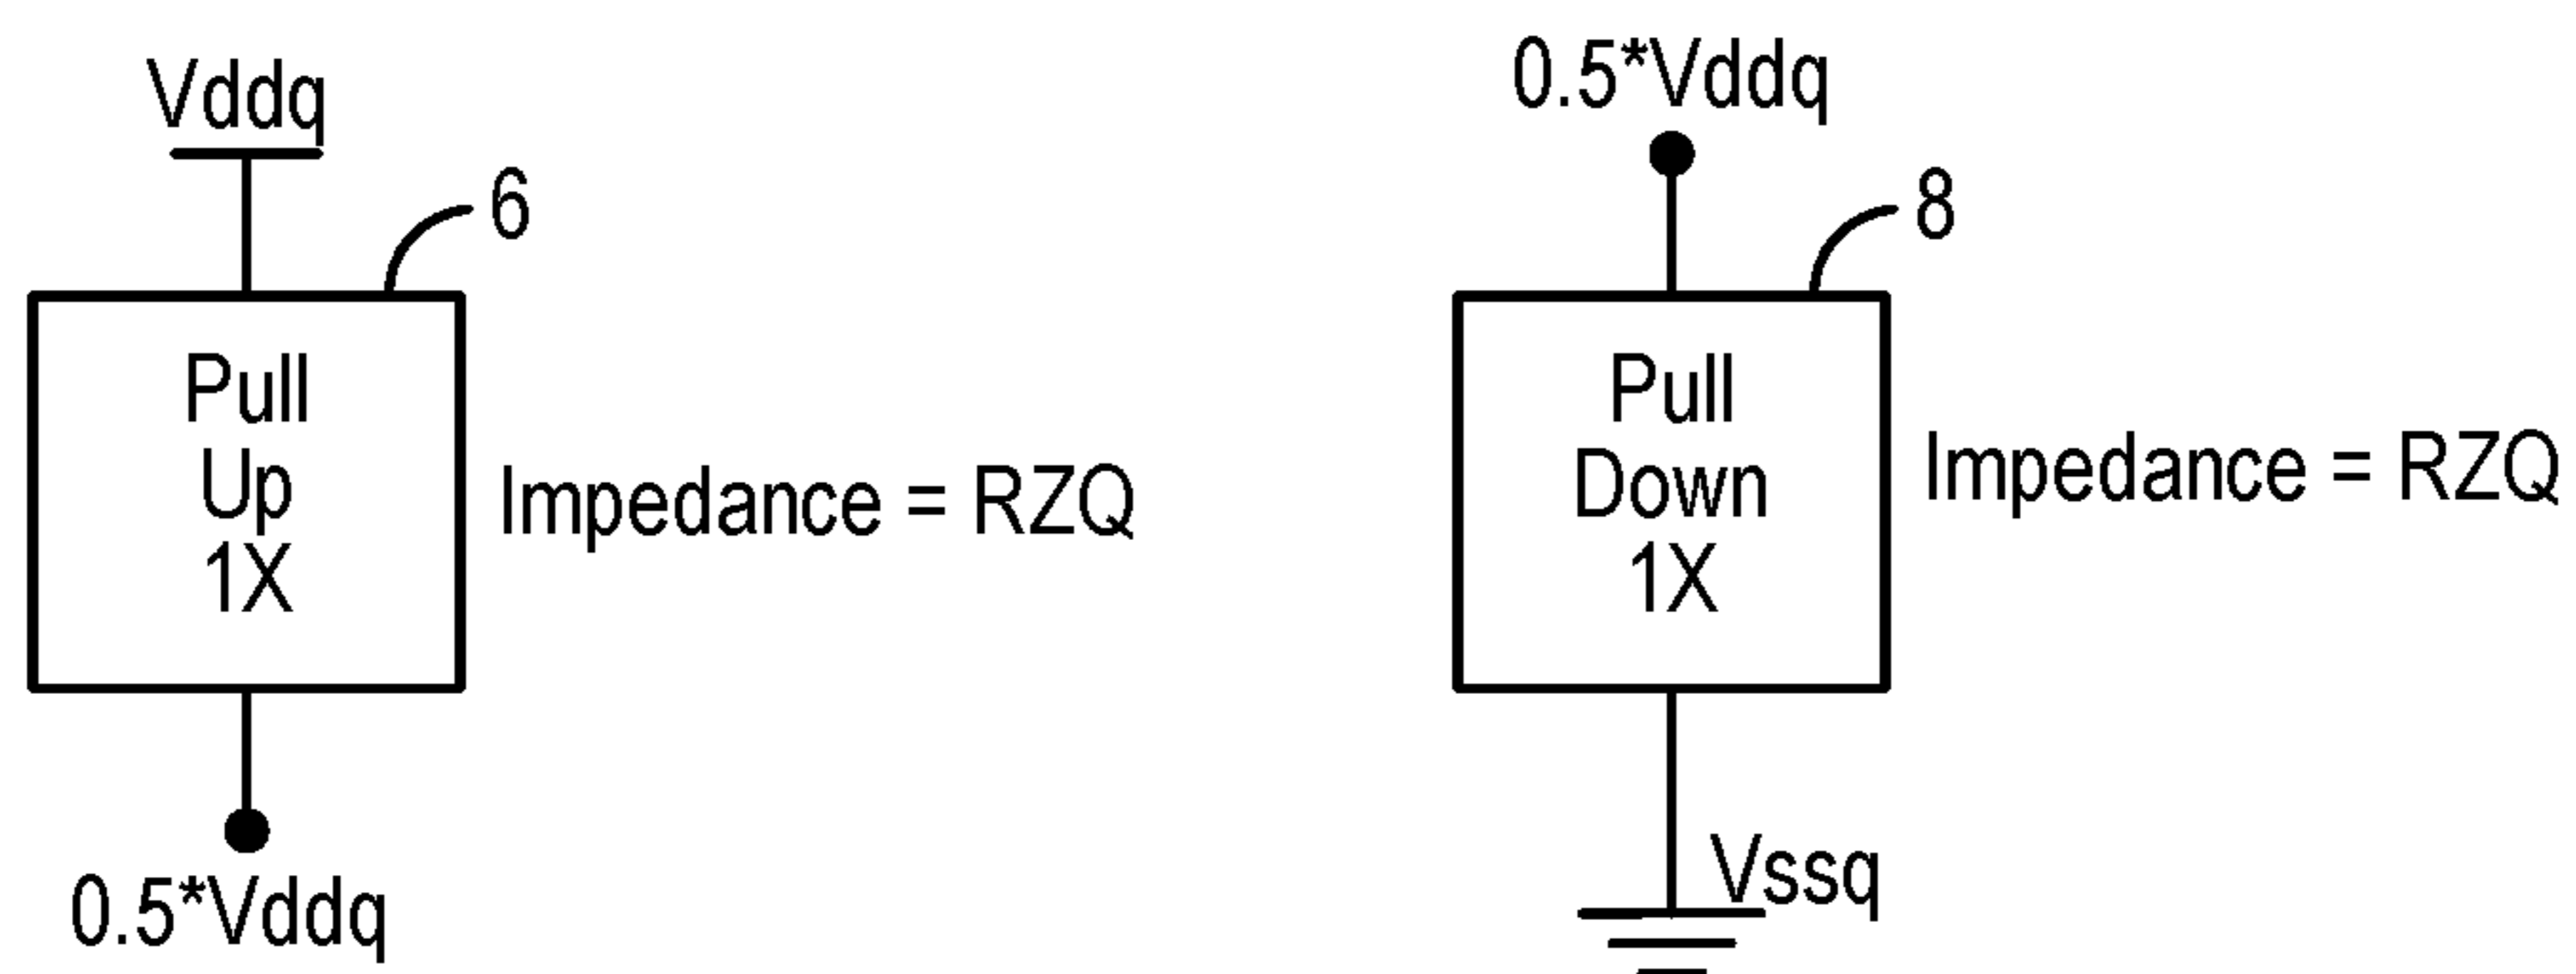 Vddq
6
Pull
Up
1X
Impedance = RZQ
0.5*Vddq
0.5*Vddq
8
Pull
Down
1X
Impedance = RZQ
Vssq